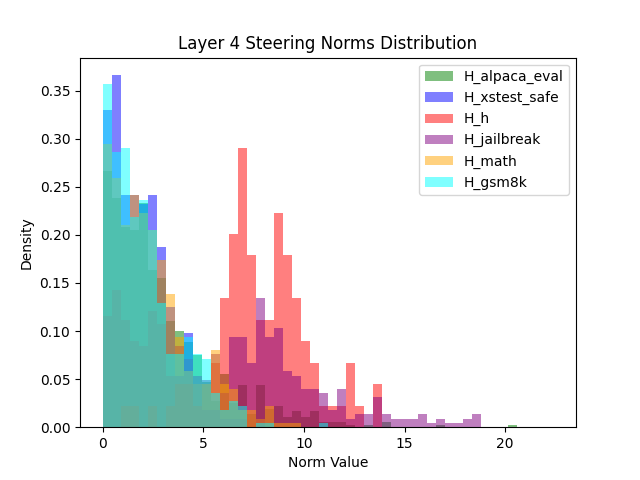 Layer 4 Steering Norms Distribution
H_alpaca_eval
H_xstest_safe
H_h
H_jailbreak
H_math
H_gsm8k
Density
0.35
0.30
0.25
0.20
0.15
0.10
0.05
0.00
0 5 10 15 20
Norm Value